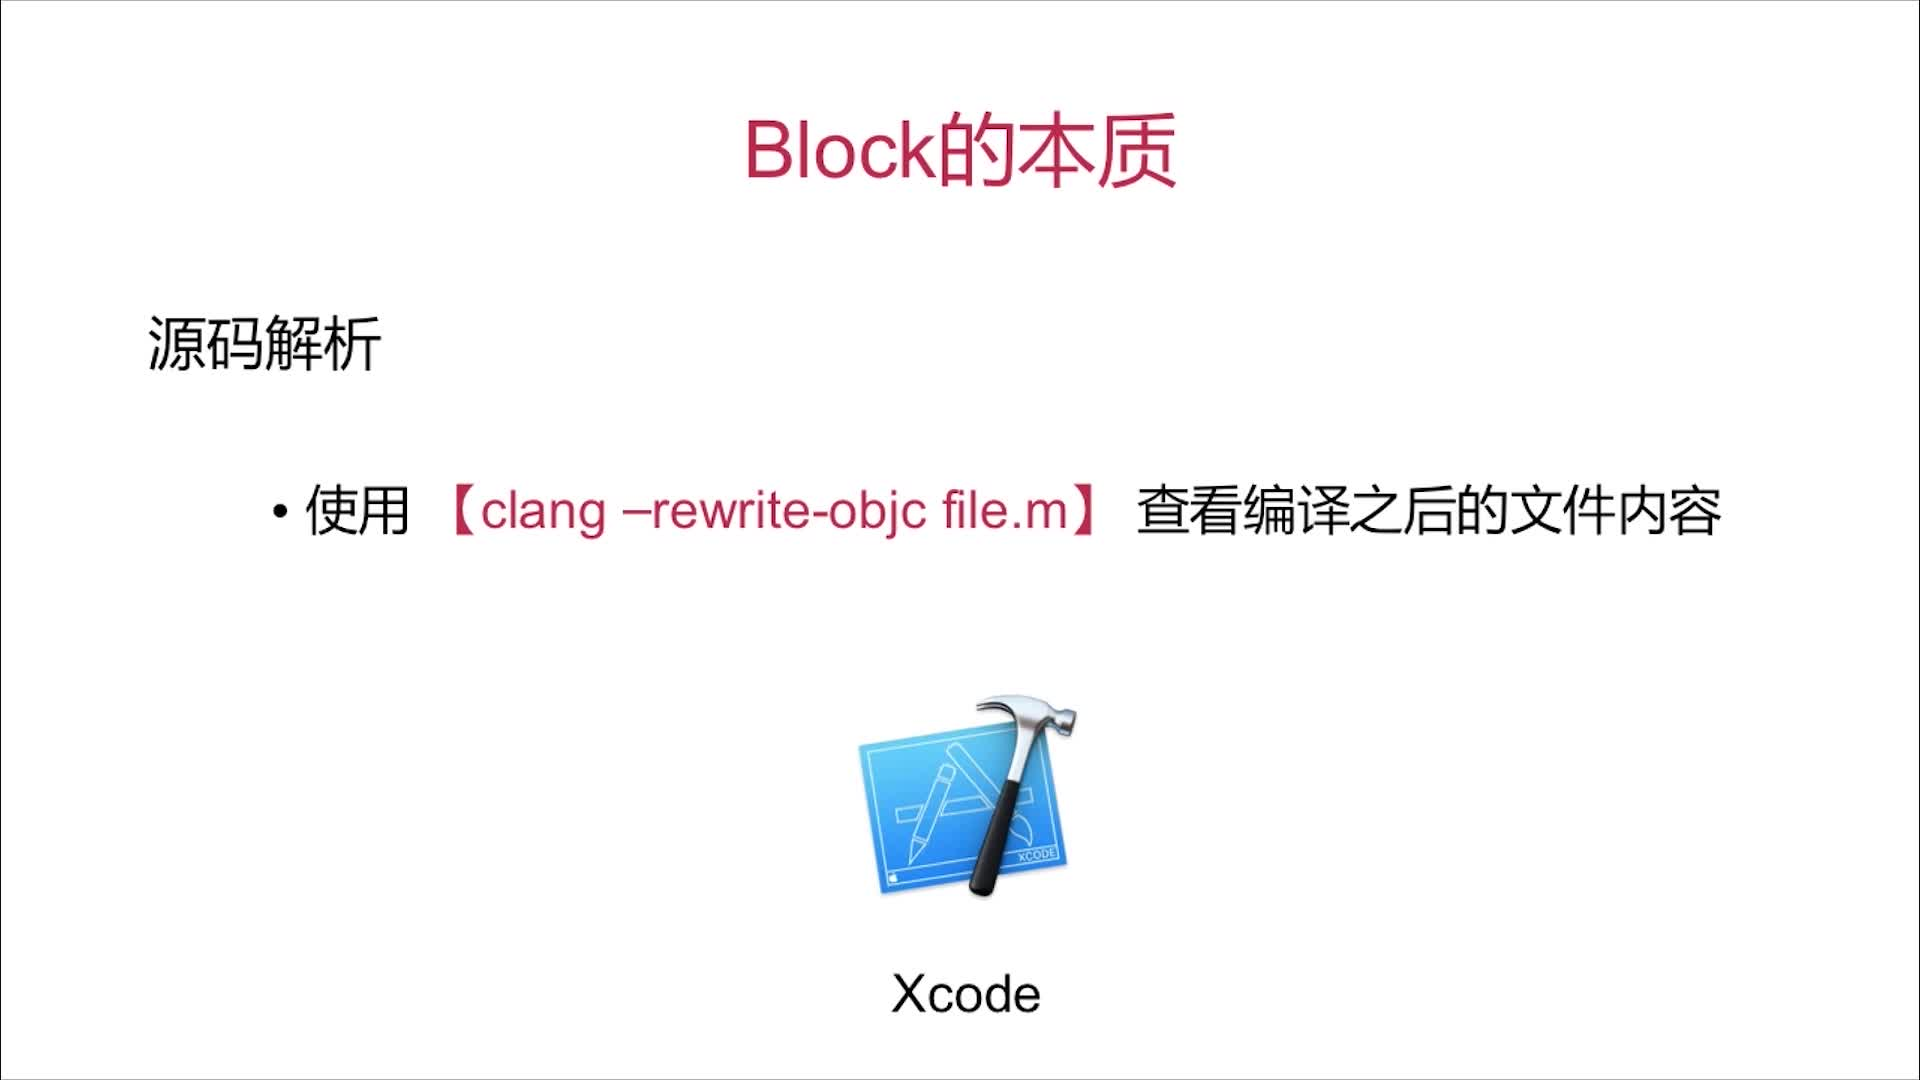 Block的本质
源码解析
• 使用 【clang –rewrite-objc file.m】 查看编译之后的文件内容
XCODE
Xcode